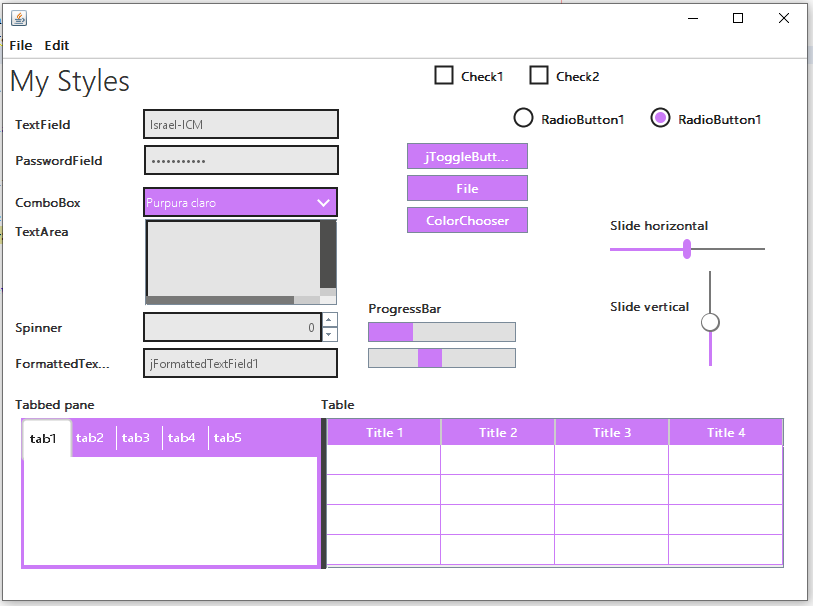 File Edit
My Styles
Check1 Check2
TextField Israel-ICM
RadioButton1 RadioButton1
PasswordField •••••••••••
jToggleButt...
File
ComboBox Purpura claro
ColorChooser
TextArea
Slide horizontal
ProgressBar
Slide vertical
Spinner 0
FormattedTex... jFormattedTextField1
Tabbed pane Table
tab1 tab2 tab3 tab4 tab5
Title 1 Title 2 Title 3 Title 4